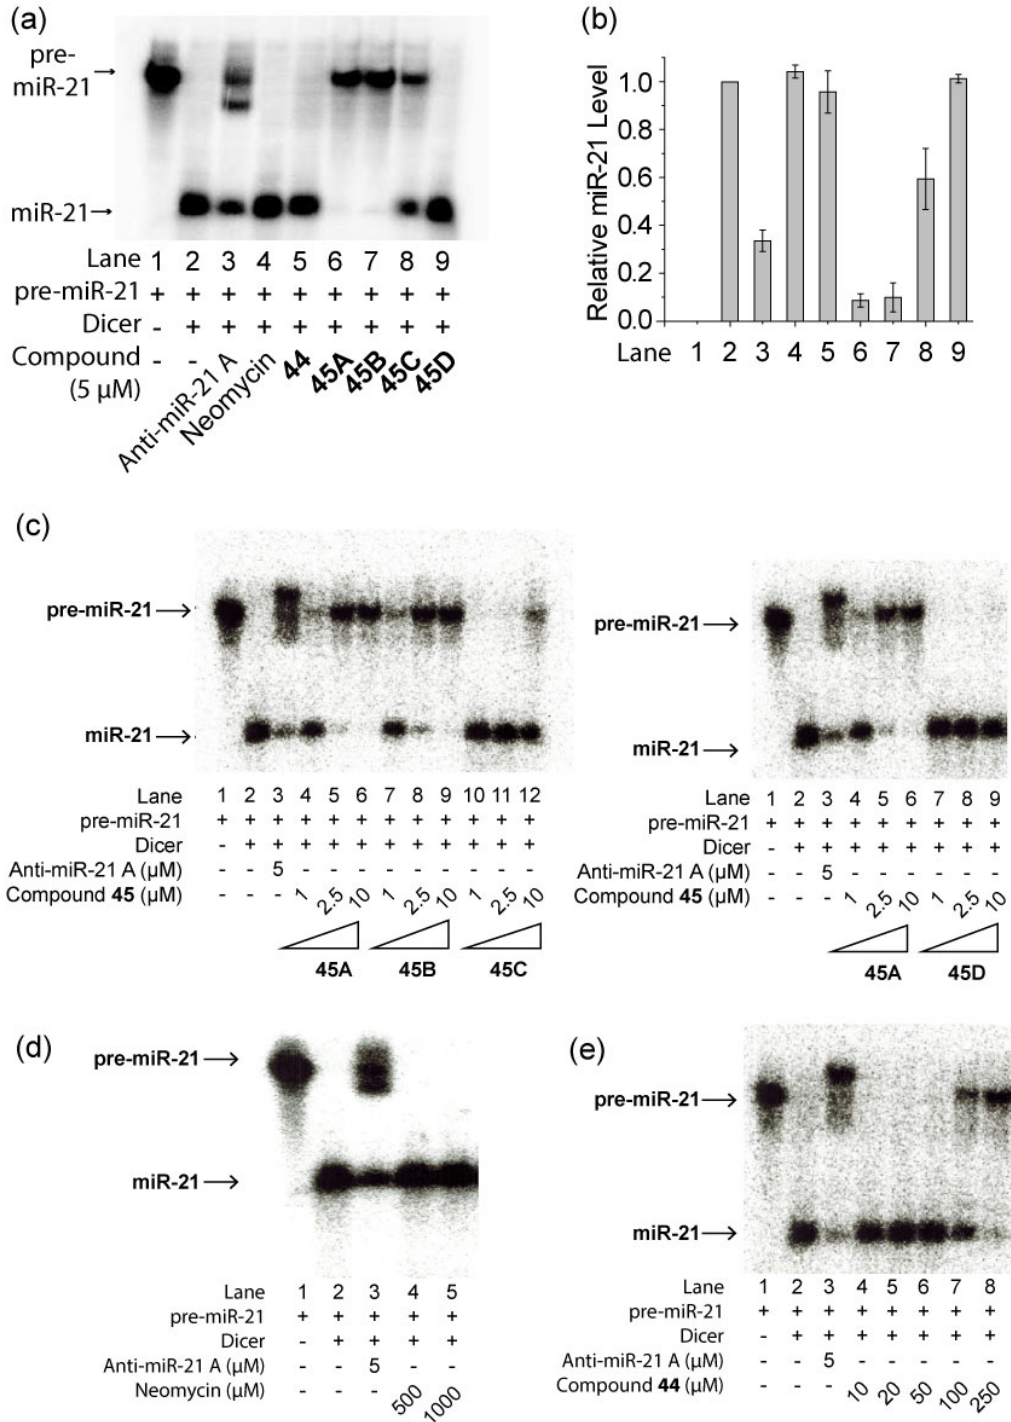 (a)
pre-
miR-21 →
miR-21 →
Lane 1 2 3 4 5 6 7 8 9
pre-miR-21 + + + + + + + + +
Dicer - + + + + + + + +
Compound (5 µM) - - Anti-miR-21 A Neomycin 44 45A 45B 45C 45D
(b)
Relative miR-21 Level
1.0
0.8
0.6
0.4
0.2
0.0
Lane 1 2 3 4 5 6 7 8 9
(c)
pre-miR-21 →
miR-21 →
Lane 1 2 3 4 5 6 7 8 9 10 11 12
pre-miR-21 + + + + + + + + + + + +
Dicer - + + + + + + + + + + +
Anti-miR-21 A (µM) - - 5 - - - - - - - - -
Compound 45 (µM) - - - 1 2.5 10 1 2.5 10 1 2.5 10
45A 45B 45C
pre-miR-21 →
miR-21 →
Lane 1 2 3 4 5 6 7 8 9
pre-miR-21 + + + + + + + + +
Dicer - + + + + + + + +
Anti-miR-21 A (µM) - - 5 - - - - - -
Compound 45 (µM) - - - 1 2.5 10 1 2.5 10
45A 45D
(d)
pre-miR-21 →
miR-21 →
Lane 1 2 3 4 5
pre-miR-21 + + + + +
Dicer - + + + +
Anti-miR-21 A (µM) - - 5 - -
Neomycin (µM) - - - 500 1000
(e)
pre-miR-21 →
miR-21 →
Lane 1 2 3 4 5 6 7 8
pre-miR-21 + + + + + + + +
Dicer - + + + + + + +
Anti-miR-21 A (µM) - - 5 - - - - -
Compound 44 (µM) - - - 10 20 50 100 250